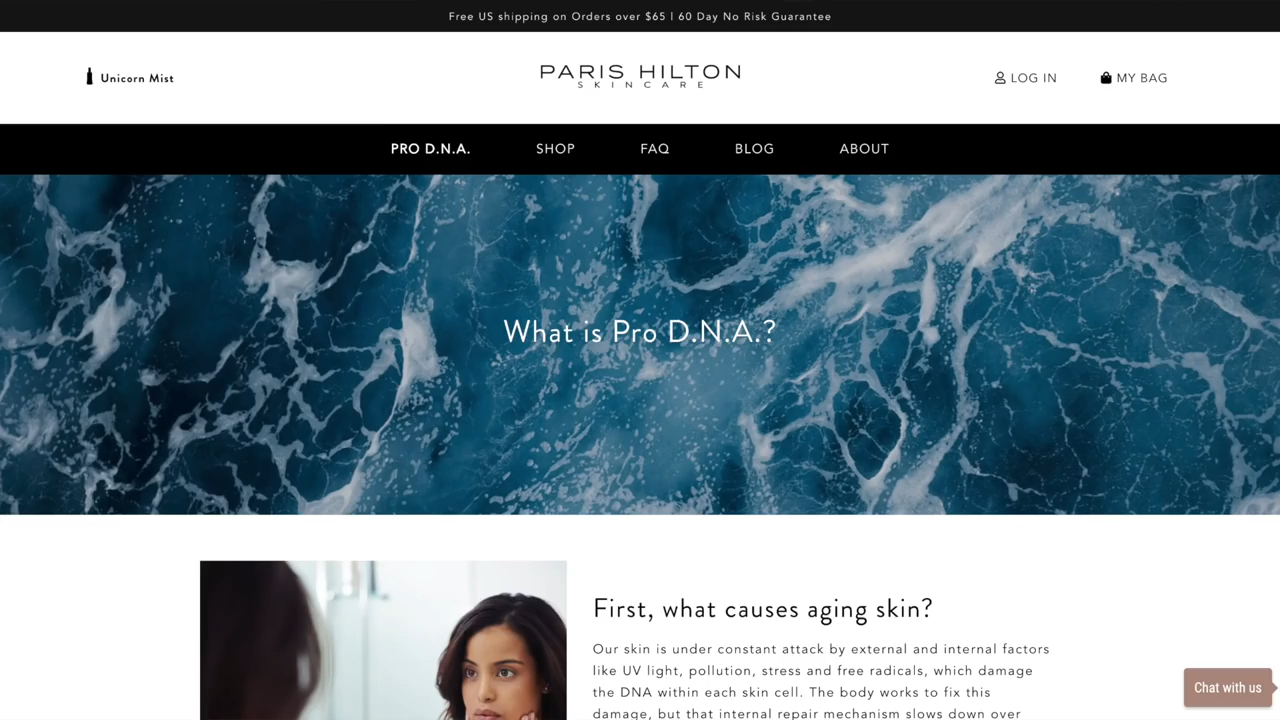 Free US shipping on Orders over $65 | 60 Day No Risk Guarantee
Unicorn Mist
PARIS HILTON
SKINCARE
LOG IN
MY BAG
PRO D.N.A.
SHOP
FAQ
BLOG
ABOUT
What is Pro D.N.A.?
First, what causes aging skin?
Our skin is under constant attack by external and internal factors
like UV light, pollution, stress and free radicals, which damage
the DNA within each skin cell. The body works to fix this
damage, but that internal repair mechanism slows down over
Chat with us